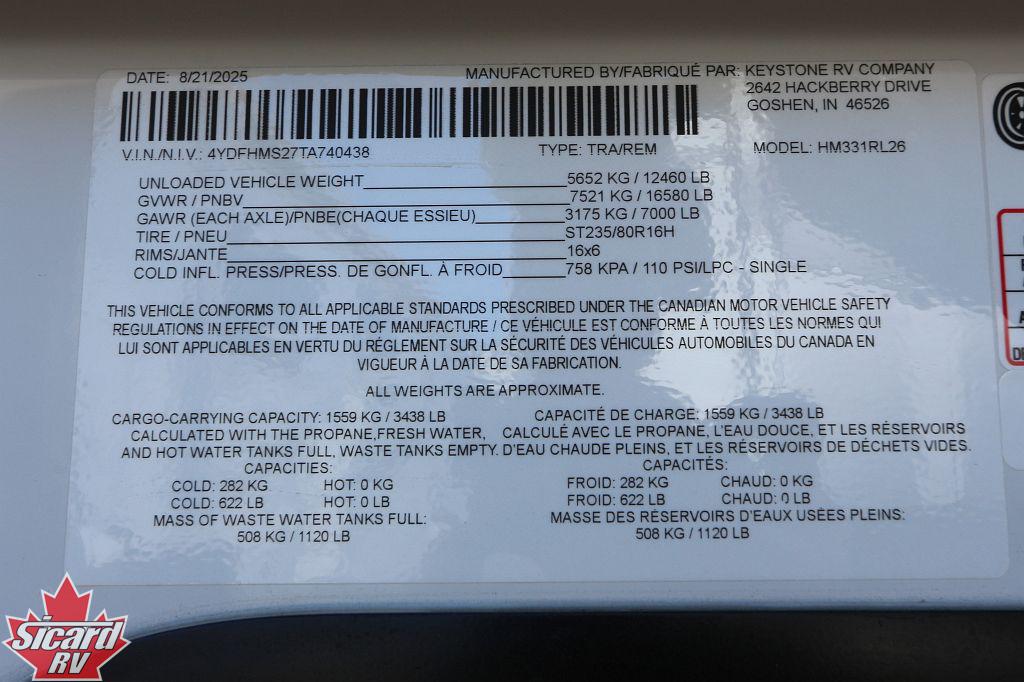 DATE: 8/21/2025
MANUFACTURED BY/FABRIQUÉ PAR: KEYSTONE RV COMPANY
2642 HACKBERRY DRIVE
GOSHEN, IN 46526
V.I.N./N.I.V.: 4YDFHMS27TA740438 TYPE: TRA/REM MODEL: HM331RL26
UNLOADED VEHICLE WEIGHT 5652 KG / 12460 LB
GVWR / PNBV 7521 KG / 16580 LB
GAWR (EACH AXLE)/PNBE(CHAQUE ESSIEU) 3175 KG / 7000 LB
TIRE / PNEU ST235/80R16H
RIMS/JANTE 16x6
COLD INFL. PRESS/PRESS. DE GONFL. À FROID 758 KPA / 110 PSI/LPC - SINGLE
THIS VEHICLE CONFORMS TO ALL APPLICABLE STANDARDS PRESCRIBED UNDER THE CANADIAN MOTOR VEHICLE SAFETY
REGULATIONS IN EFFECT ON THE DATE OF MANUFACTURE / CE VÉHICULE EST CONFORME À TOUTES LES NORMES QUI
LUI SONT APPLICABLES EN VERTU DU RÉGLEMENT SUR LA SÉCURITÉ DES VÉHICULES AUTOMOBILES DU CANADA EN
VIGUEUR À LA DATE DE SA FABRICATION.
ALL WEIGHTS ARE APPROXIMATE.
CARGO-CARRYING CAPACITY: 1559 KG / 3438 LB
CALCULATED WITH THE PROPANE,FRESH WATER,
AND HOT WATER TANKS FULL, WASTE TANKS EMPTY.
CAPACITIES:
COLD: 282 KG HOT: 0 KG
COLD: 622 LB HOT: 0 LB
MASS OF WASTE WATER TANKS FULL:
508 KG / 1120 LB
CAPACITÉ DE CHARGE: 1559 KG / 3438 LB
CALCULÉ AVEC LE PROPANE, L'EAU DOUCE, ET LES RÉSERVOIRS
D'EAU CHAUDE PLEINS, ET LES RÉSERVOIRS DE DÉCHETS VIDES.
CAPACITÉS:
FROID: 282 KG CHAUD: 0 KG
FROID: 622 LB CHAUD: 0 LB
MASSE DES RÉSERVOIRS D'EAUX USÉES PLEINS:
508 KG / 1120 LB
Sicard
RV